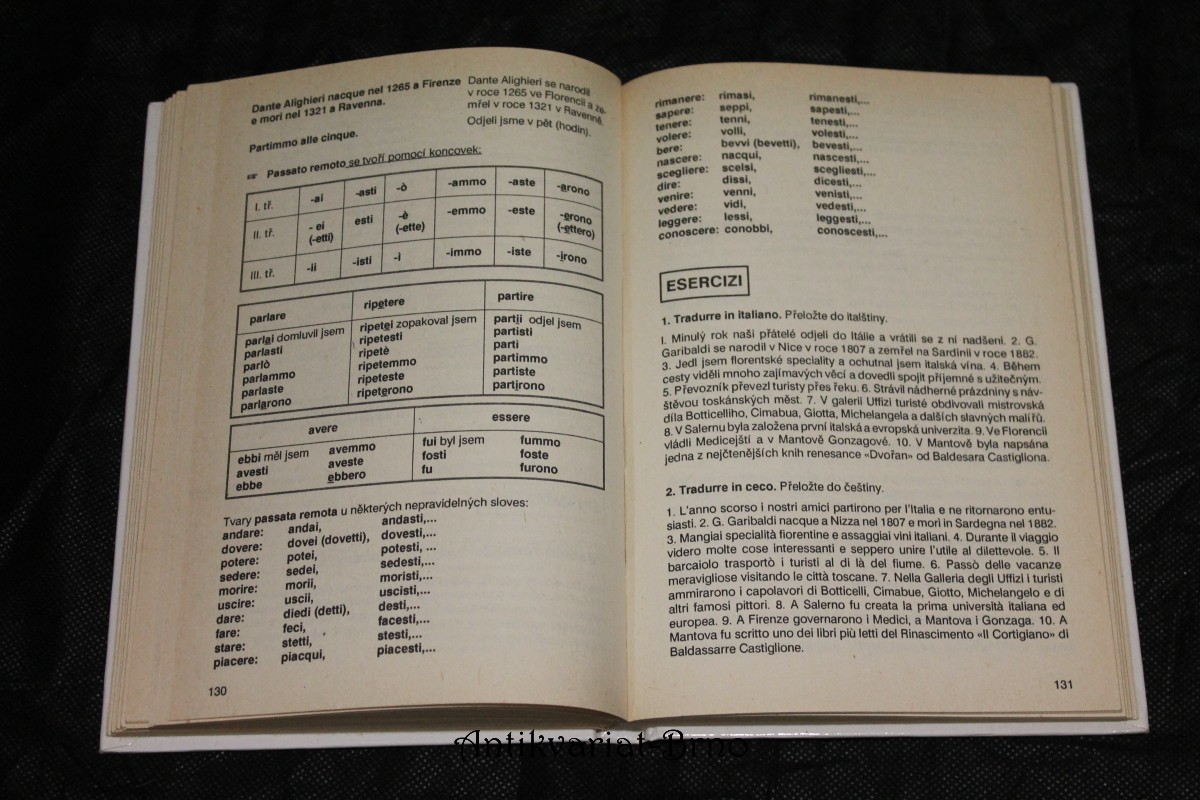 Dante Alighieri nacque nel 1265 a Firenze
e morì nel 1321 a Ravenna.
Dante Alighieri se narodil
v roce 1265 ve Florencii a ze-
mřel v roce 1321 v Ravenně.
Partimmo alle cinque.
Odjeli jsme v pět (hodin).
☞ Passato remoto se tvoří pomocí koncovek:
I. tř. -ai -asti -ò -ammo -aste -arono
II. tř. - ei esti -è -emmo -este -erono
(-etti) (-ette) (-ettero)
III. tř. -ii -isti -ì -immo -iste -irono
parlare ripetere partire
parlai domluvil jsem ripetei zopakoval jsem partii odjel jsem
parlasti ripetesti partisti
parlò ripetè partì
parlammo ripetemmo partimmo
parlaste ripeteste partiste
parlarono ripeterono partirono
avere essere
ebbi měl jsem avemmo fui byl jsem fummo
avesti aveste fosti foste
ebbe ebbero fu furono
Tvary passata remota u některých nepravidelných sloves:
andare: andai, andasti,...
dovere: dovei (dovetti), dovesti,...
potere: potei, potesti, ...
sedere: sedei, sedesti,...
morire: morii, moristi,...
uscire: uscii, uscisti,...
dare: diedi (detti), desti,...
fare: feci, facesti,...
stare: stetti, stesti,...
piacere: piacqui, piacesti,...
130
rimanere: rimasi, rimanesti,...
sapere: seppi, sapesti,...
tenere: tenni, tenesti,...
volere: volli, volesti,...
bere: bevvi (bevetti), bevesti,...
nascere: nacqui, nascesti,...
scegliere: scelsi, scegliesti,...
dire: dissi, dicesti,...
venire: venni, venisti,...
vedere: vidi, vedesti,...
leggere: lessi, leggesti,...
conoscere: conobbi, conoscesti,...
ESERCIZI
1. Tradurre in italiano. Přeložte do italštiny.
I. Minulý rok naši přátelé odjeli do Itálie a vrátili se z ní nadšeni. 2. G.
Garibaldi se narodil v Nice v roce 1807 a zemřel na Sardinii v roce 1882.
3. Jedl jsem florentské speciality a ochutnal jsem italská vína. 4. Během
cesty viděli mnoho zajímavých věcí a dovedli spojit příjemné s užitečným.
5. Převozník převezl turisty přes řeku. 6. Strávil nádherné prázdniny s náv-
štěvou toskánských měst. 7. V galerii Uffizi turisté obdivovali mistrovská
díla Botticelliho, Cimabua, Giotta, Michelangela a dalších slavných malířů.
8. V Salernu byla založena první italská a evropská univerzita. 9. Ve Florencii
vládli Medicejští a v Mantově Gonzagové. 10. V Mantově byla napsána
jedna z nejčtenějších knih renesance «Dvořan» od Baldesara Castigliona.
2. Tradurre in ceco. Přeložte do češtiny.
1. L'anno scorso i nostri amici partirono per l'Italia e ne ritornarono entu-
siasti. 2. G. Garibaldi nacque a Nizza nel 1807 e morì in Sardegna nel 1882.
3. Mangiai specialità fiorentine e assaggiai vini italiani. 4. Durante il viaggio
videro molte cose interessanti e seppero unire l'utile al dilettevole. 5. Il
barcaiolo trasportò i turisti al di là del fiume. 6. Passò delle vacanze
meravigliose visitando le città toscane. 7. Nella Galleria degli Uffizi i turisti
ammirarono i capolavori di Botticelli, Cimabue, Giotto, Michelangelo e di
altri famosi pittori. 8. A Salerno fu creata la prima università italiana ed
europea. 9. A Firenze governarono i Medici, a Mantova i Gonzaga. 10. A
Mantova fu scritto uno dei libri più letti del Rinascimento «Il Cortigiano» di
Baldassarre Castiglione.
131
Antikvariat-Brno